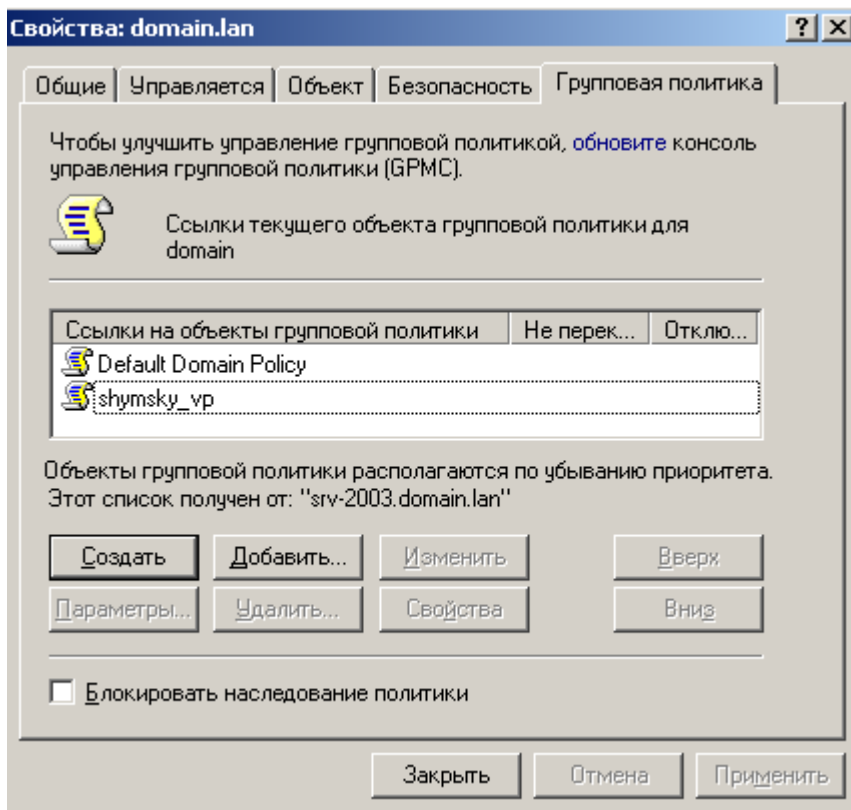 Свойства: domain.lan
Общие Управляется Объект Безопасность Групповая политика
Чтобы улучшить управление групповой политикой, обновите консоль
управления групповой политики (GPMC).
Ссылки текущего объекта групповой политики для
domain
Ссылки на объекты групповой политики Не перек... Отклю...
Default Domain Policy
shymsky_vp
Объекты групповой политики располагаются по убыванию приоритета.
Этот список получен от: "srv-2003.domain.lan"
Создать Добавить... Изменить Вверх
Параметры... Удалить... Свойства Вниз
Блокировать наследование политики
Закрыть Отмена Применить